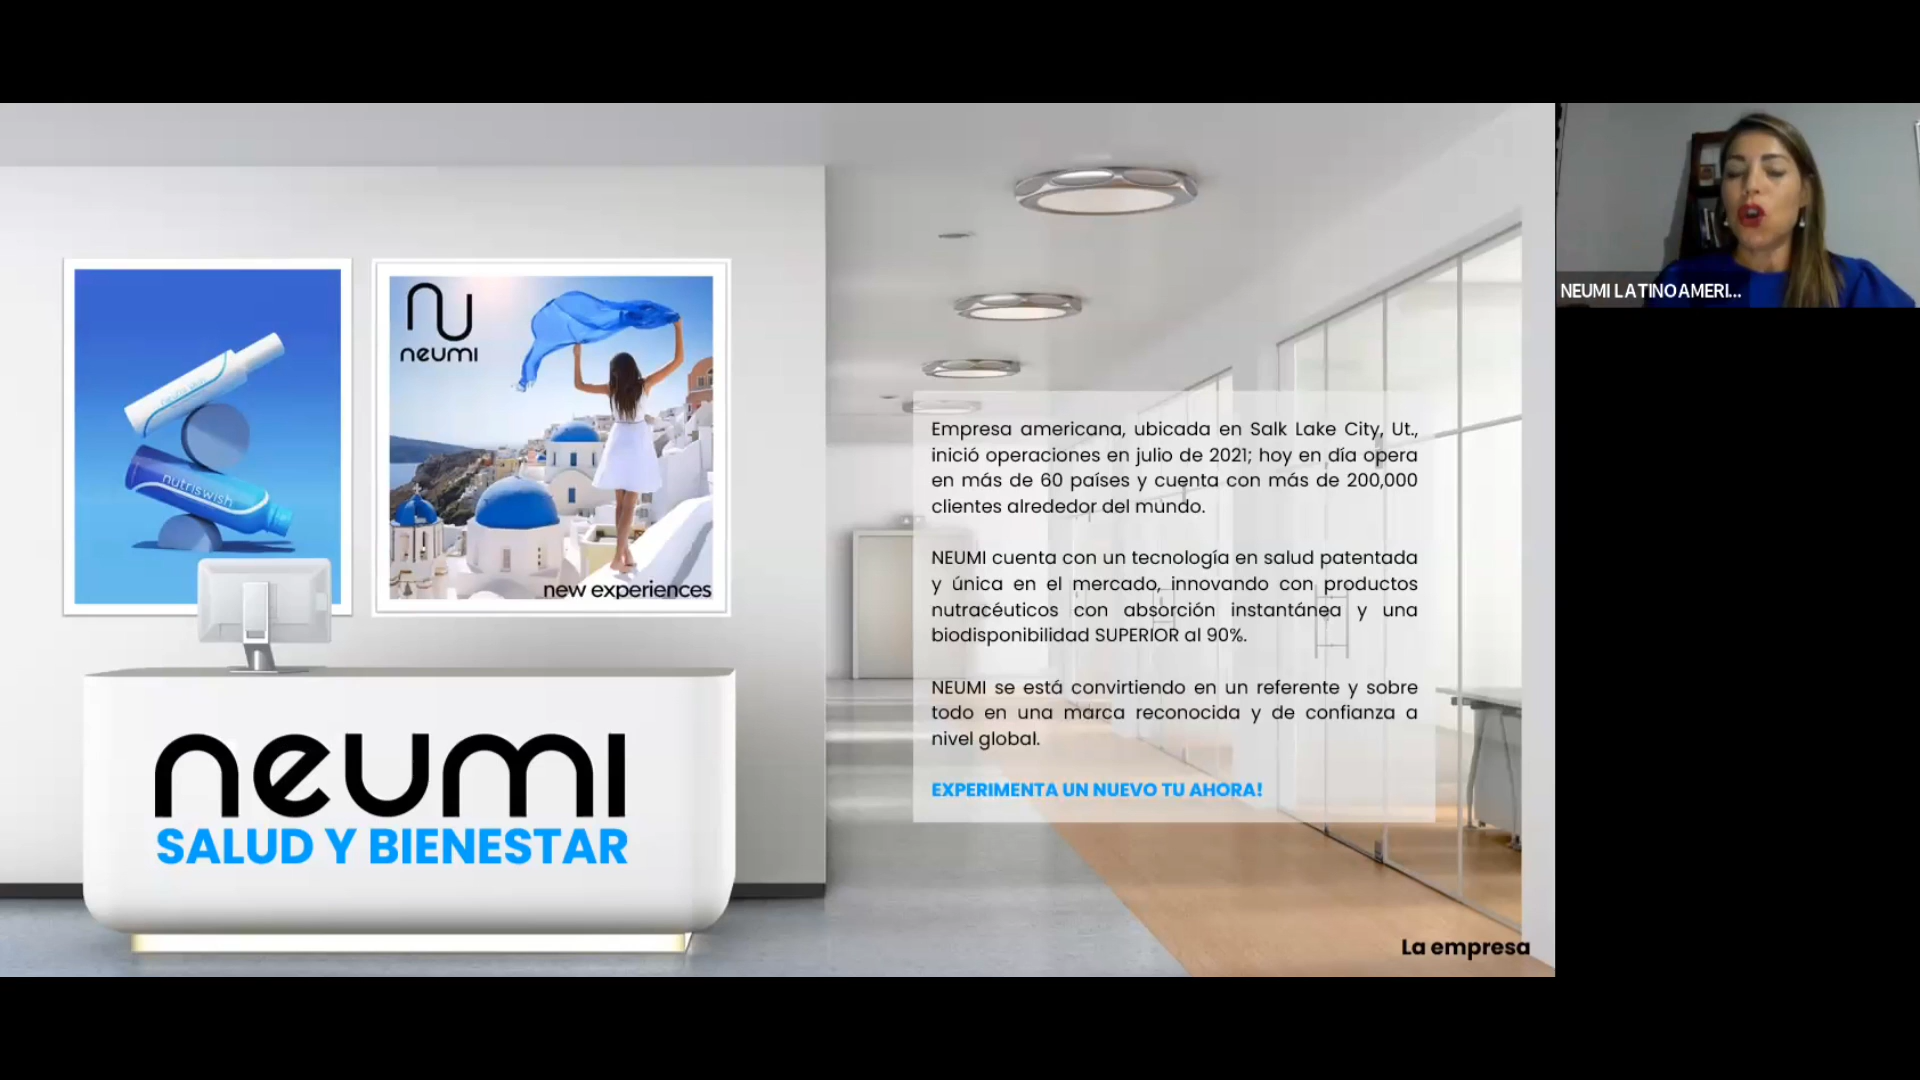 neumi
new experiences
nutriswish
neumi
SALUD Y BIENESTAR
Empresa americana, ubicada en Salk Lake City, Ut.,
inició operaciones en julio de 2021; hoy en día opera
en más de 60 países y cuenta con más de 200,000
clientes alrededor del mundo.
NEUMI cuenta con un tecnología en salud patentada
y única en el mercado, innovando con productos
nutracéuticos con absorción instantánea y una
biodisponibilidad SUPERIOR al 90%.
NEUMI se está convirtiendo en un referente y sobre
todo en una marca reconocida y de confianza a
nivel global.
EXPERIMENTA UN NUEVO TU AHORA!
La empresa
NEUMI LATINOAMERI...